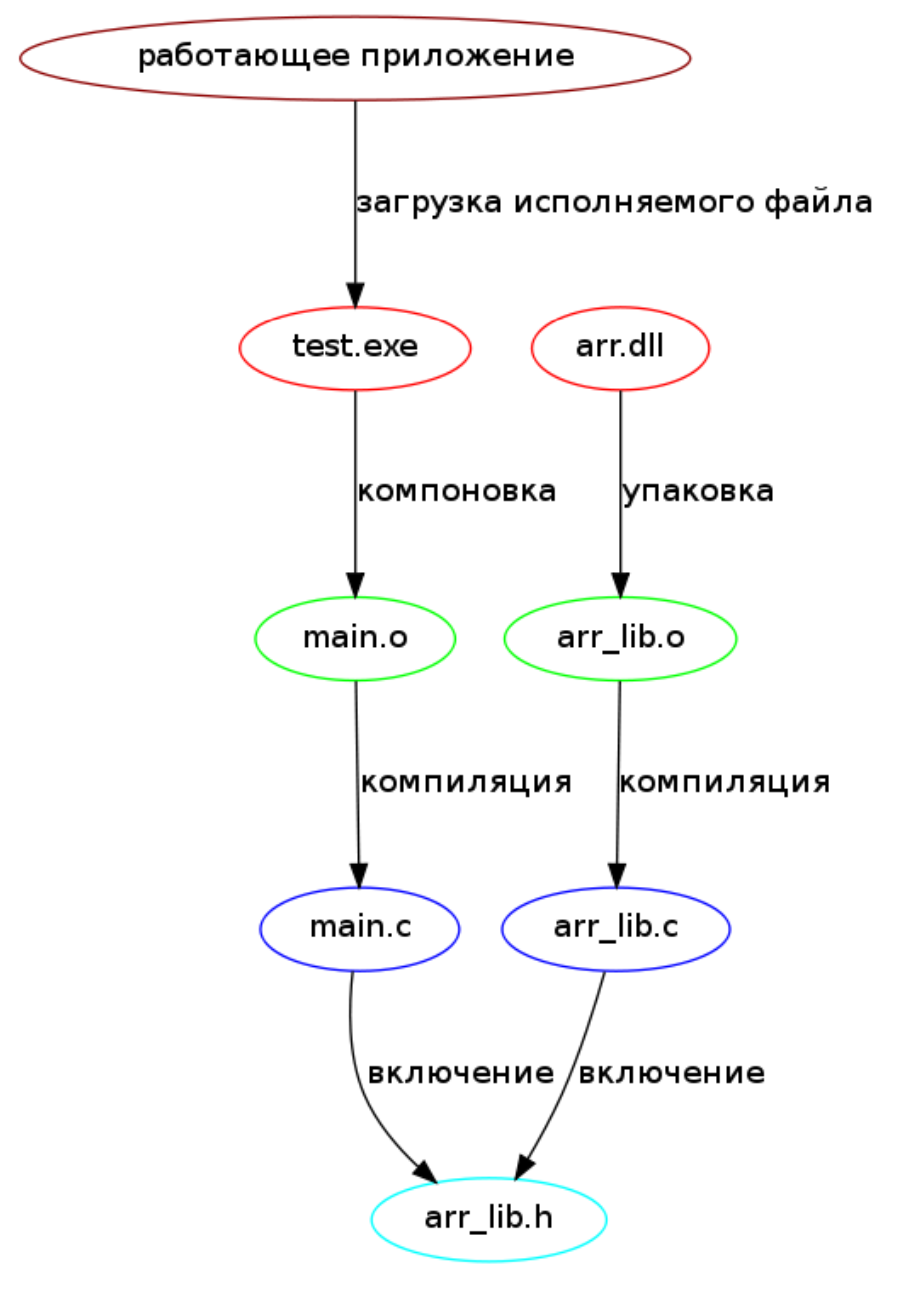 работающее приложение
загрузка исполняемого файла
test.exe
arr.dll
компоновка
упаковка
main.o
arr_lib.o
компиляция
компиляция
main.c
arr_lib.c
включение
включение
arr_lib.h